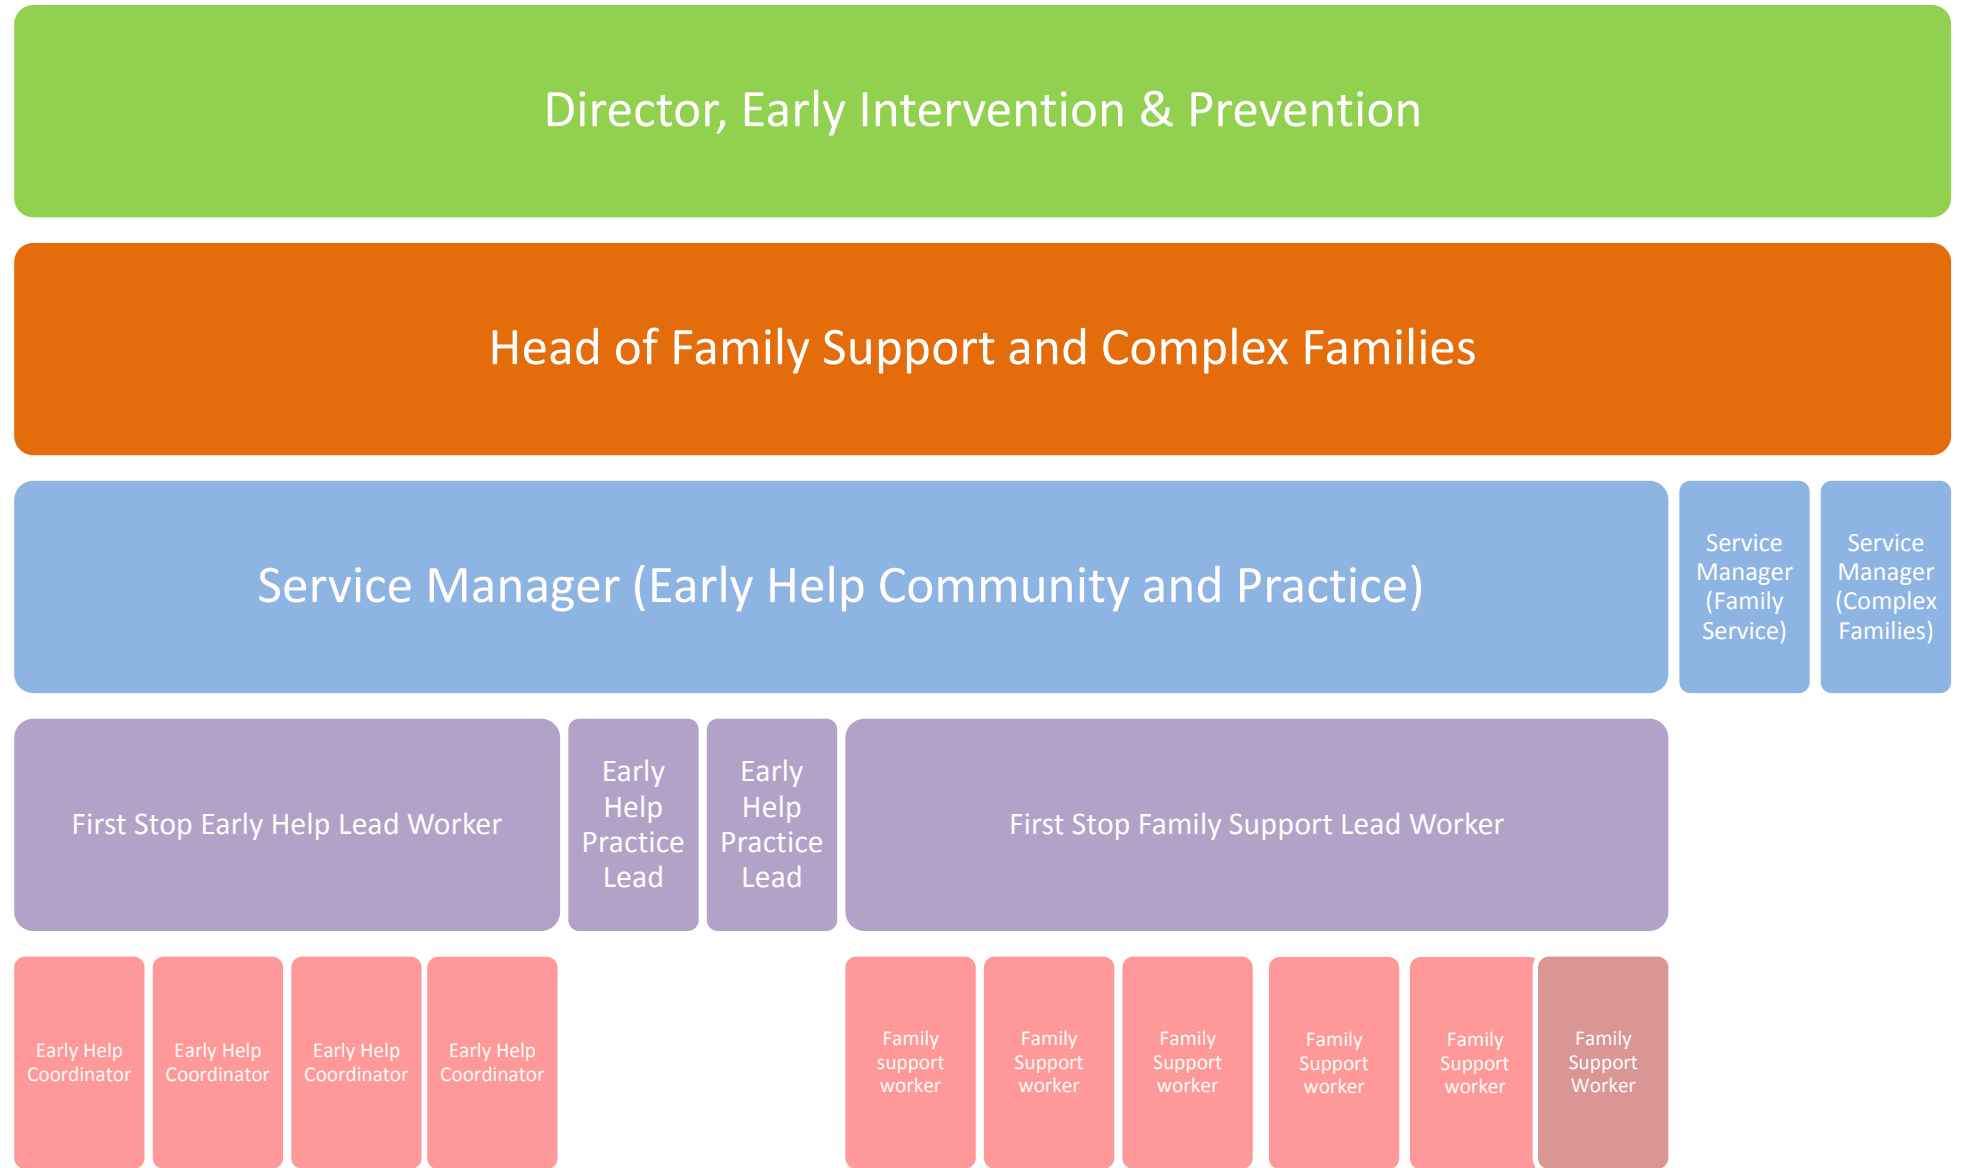 Director, Early Intervention & Prevention
Head of Family Support and Complex Families
Service Manager (Early Help Community and Practice)
Service
Manager
(Family
Service)
Service
Manager
(Complex
Families)
First Stop Early Help Lead Worker
Early
Help
Practice
Lead
Early
Help
Practice
Lead
First Stop Family Support Lead Worker
Early Help
Coordinator
Early Help
Coordinator
Early Help
Coordinator
Early Help
Coordinator
Family
support
worker
Family
Support
worker
Family
Support
worker
Family
Support
worker
Family
Support
worker
Family
Support
Worker